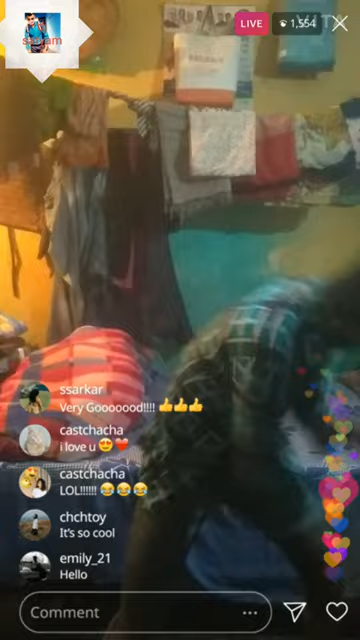 LIVE
1,554
ssarkar
Very Gooooood!!!! 👍👍👍
castchacha
i love u 😍❤️
castchacha
LOL!!!!!! 😂😂😂
chchtoy
It's so cool
emily_21
Hello
Comment